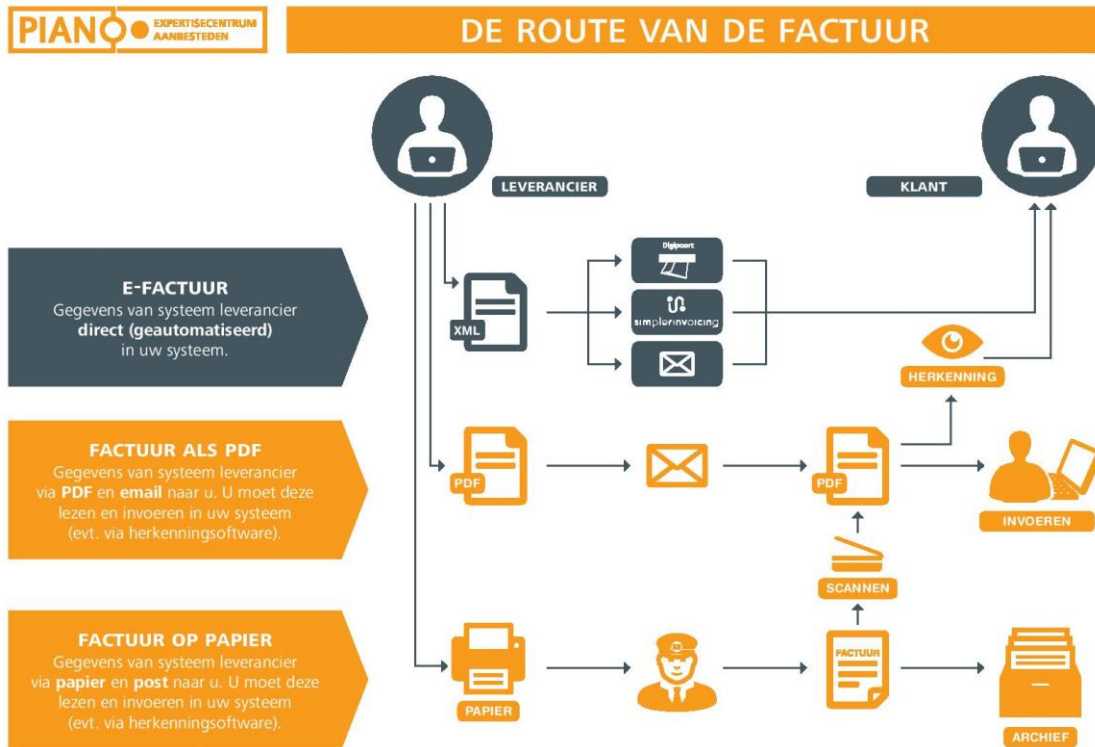 PIANOo EXPERTISECENTRUM
AANBESTEDEN
DE ROUTE VAN DE FACTUUR
LEVERANCIER
KLANT
E-FACTUUR
Gegevens van systeem leverancier
direct (geautomatiseerd)
in uw systeem.
XML
Digipoort
simplerinvoicing
HERKENNING
FACTUUR ALS PDF
Gegevens van systeem leverancier
via PDF en email naar u. U moet deze
lezen en invoeren in uw systeem
(evt. via herkenningsoftware).
PDF
PDF
INVOEREN
SCANNEN
FACTUUR OP PAPIER
Gegevens van systeem leverancier
via papier en post naar u. U moet deze
lezen en invoeren in uw systeem
(evt. via herkenningsoftware).
PAPIER
FACTUUR
ARCHIEF